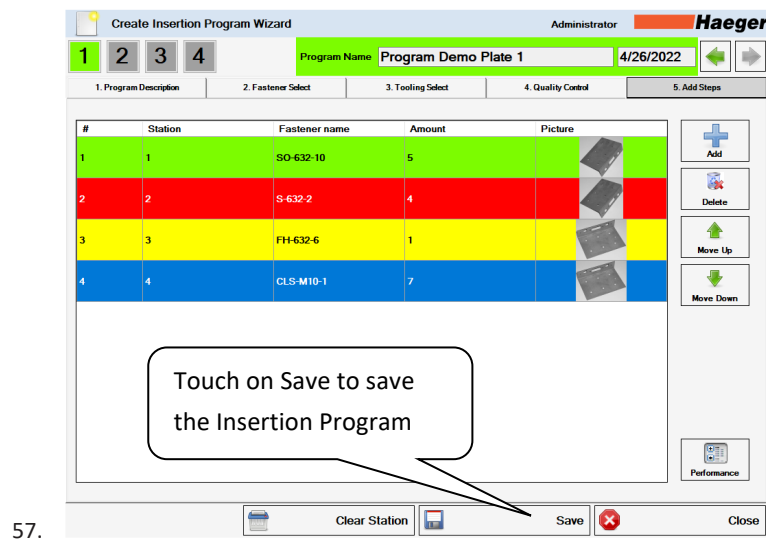 Create Insertion Program Wizard Administrator Haeger
1 2 3 4 Program Name Program Demo Plate 1 4/26/2022
1. Program Description 2. Fastener Select 3. Tooling Select 4. Quality Control 5. Add Steps
# Station Fastener name Amount Picture
1 1 SO-632-10 5
2 2 S-632-2 4
3 3 FH-632-6 1
4 4 CLS-M10-1 7
Add
Delete
Move Up
Move Down
Touch on Save to save
the Insertion Program
Performance
Clear Station Save Close
57.